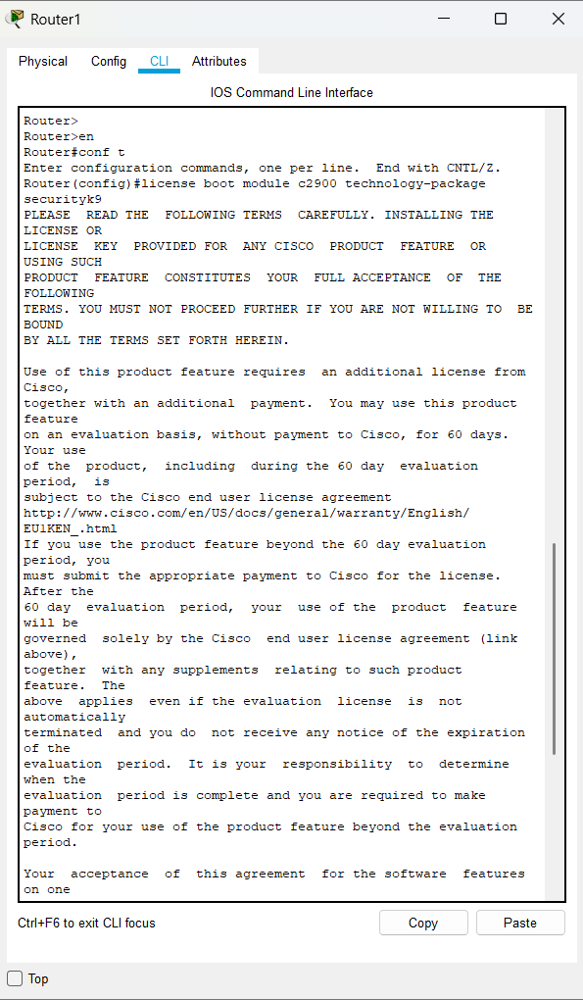 Router1
Physical Config CLI Attributes
IOS Command Line Interface
Router>
Router>en
Router#conf t
Enter configuration commands, one per line.  End with CNTL/Z.
Router(config)#license boot module c2900 technology-package
securityk9
PLEASE  READ THE  FOLLOWING TERMS  CAREFULLY. INSTALLING THE
LICENSE OR
LICENSE  KEY  PROVIDED FOR  ANY CISCO  PRODUCT  FEATURE  OR
USING SUCH
PRODUCT  FEATURE  CONSTITUTES  YOUR  FULL ACCEPTANCE  OF  THE
FOLLOWING
TERMS. YOU MUST NOT PROCEED FURTHER IF YOU ARE NOT WILLING TO  BE
BOUND
BY ALL THE TERMS SET FORTH HEREIN.

Use of this product feature requires  an additional license from
Cisco,
together with an additional  payment.  You may use this product
feature
on an evaluation basis, without payment to Cisco, for 60 days.
Your use
of the  product,  including  during the 60 day  evaluation
period,  is
subject to the Cisco end user license agreement
http://www.cisco.com/en/US/docs/general/warranty/English/
EU1KEN_.html
If you use the product feature beyond the 60 day evaluation
period, you
must submit the appropriate payment to Cisco for the license.
After the
60 day  evaluation  period,  your  use of the  product  feature
will be
governed  solely by the Cisco  end user license agreement (link
above),
together  with any supplements  relating to such product
feature.  The
above  applies  even if the evaluation  license  is  not
automatically
terminated  and you do  not receive any notice of the expiration
of the
evaluation  period.  It is your  responsibility  to  determine
when the
evaluation  period is complete and you are required to make
payment to
Cisco for your use of the product feature beyond the evaluation
period.

Your  acceptance  of  this agreement  for the software  features
on one
Ctrl+F6 to exit CLI focus Copy Paste
Top